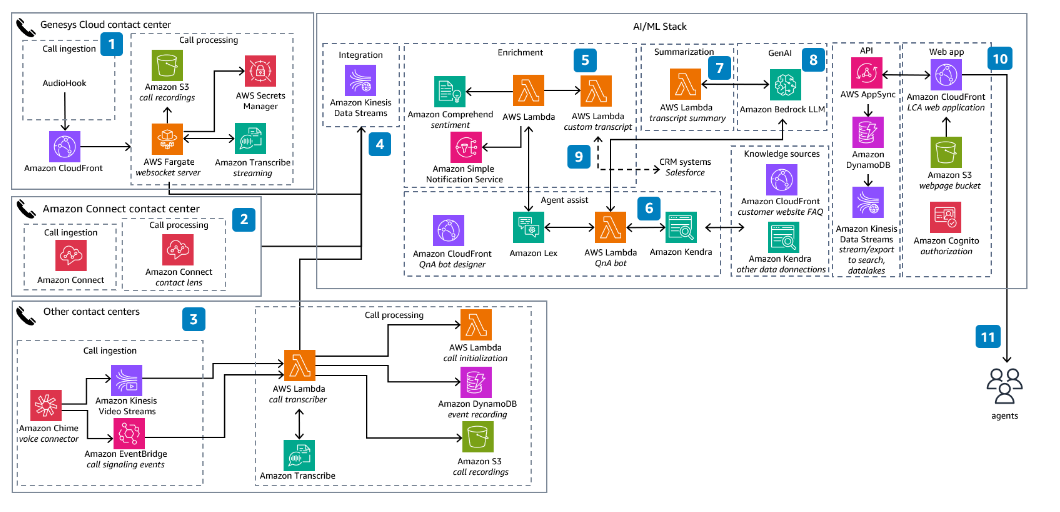 Genesys Cloud contact center
Call ingestion
1
AudioHook
Amazon CloudFront
Call processing
Amazon S3
call recordings
AWS Secrets
Manager
AWS Fargate
websocket server
Amazon Transcribe
streaming
Amazon Connect contact center
2
Call ingestion
Amazon Connect
Call processing
Amazon Connect
contact lens
Other contact centers
3
Call ingestion
Amazon Chime
voice connector
Amazon Kinesis
Video Streams
Amazon EventBridge
call signaling events
Call processing
AWS Lambda
call transcriber
Amazon Transcribe
AWS Lambda
call initialization
Amazon DynamoDB
event recording
Amazon S3
call recordings
AI/ML Stack
Integration
Amazon Kinesis
Data Streams
4
Enrichment
5
Amazon Comprehend
sentiment
AWS Lambda
AWS Lambda
custom transcript
Amazon Simple
Notification Service
9
CRM systems
Salesforce
Agent assist
6
Amazon CloudFront
QnA bot designer
Amazon Lex
AWS Lambda
QnA bot
Amazon Kendra
Summarization
7
AWS Lambda
transcript summary
GenAI
8
Amazon Bedrock LLM
Knowledge sources
Amazon CloudFront
customer website FAQ
Amazon Kendra
other data donnections
API
AWS AppSync
Amazon
DynamoDB
Amazon Kinesis
Data Streams
stream/export
to search,
datalakes
Web app
10
Amazon CloudFront
LCA web application
Amazon S3
webpage bucket
Amazon Cognito
authorization
11
agents